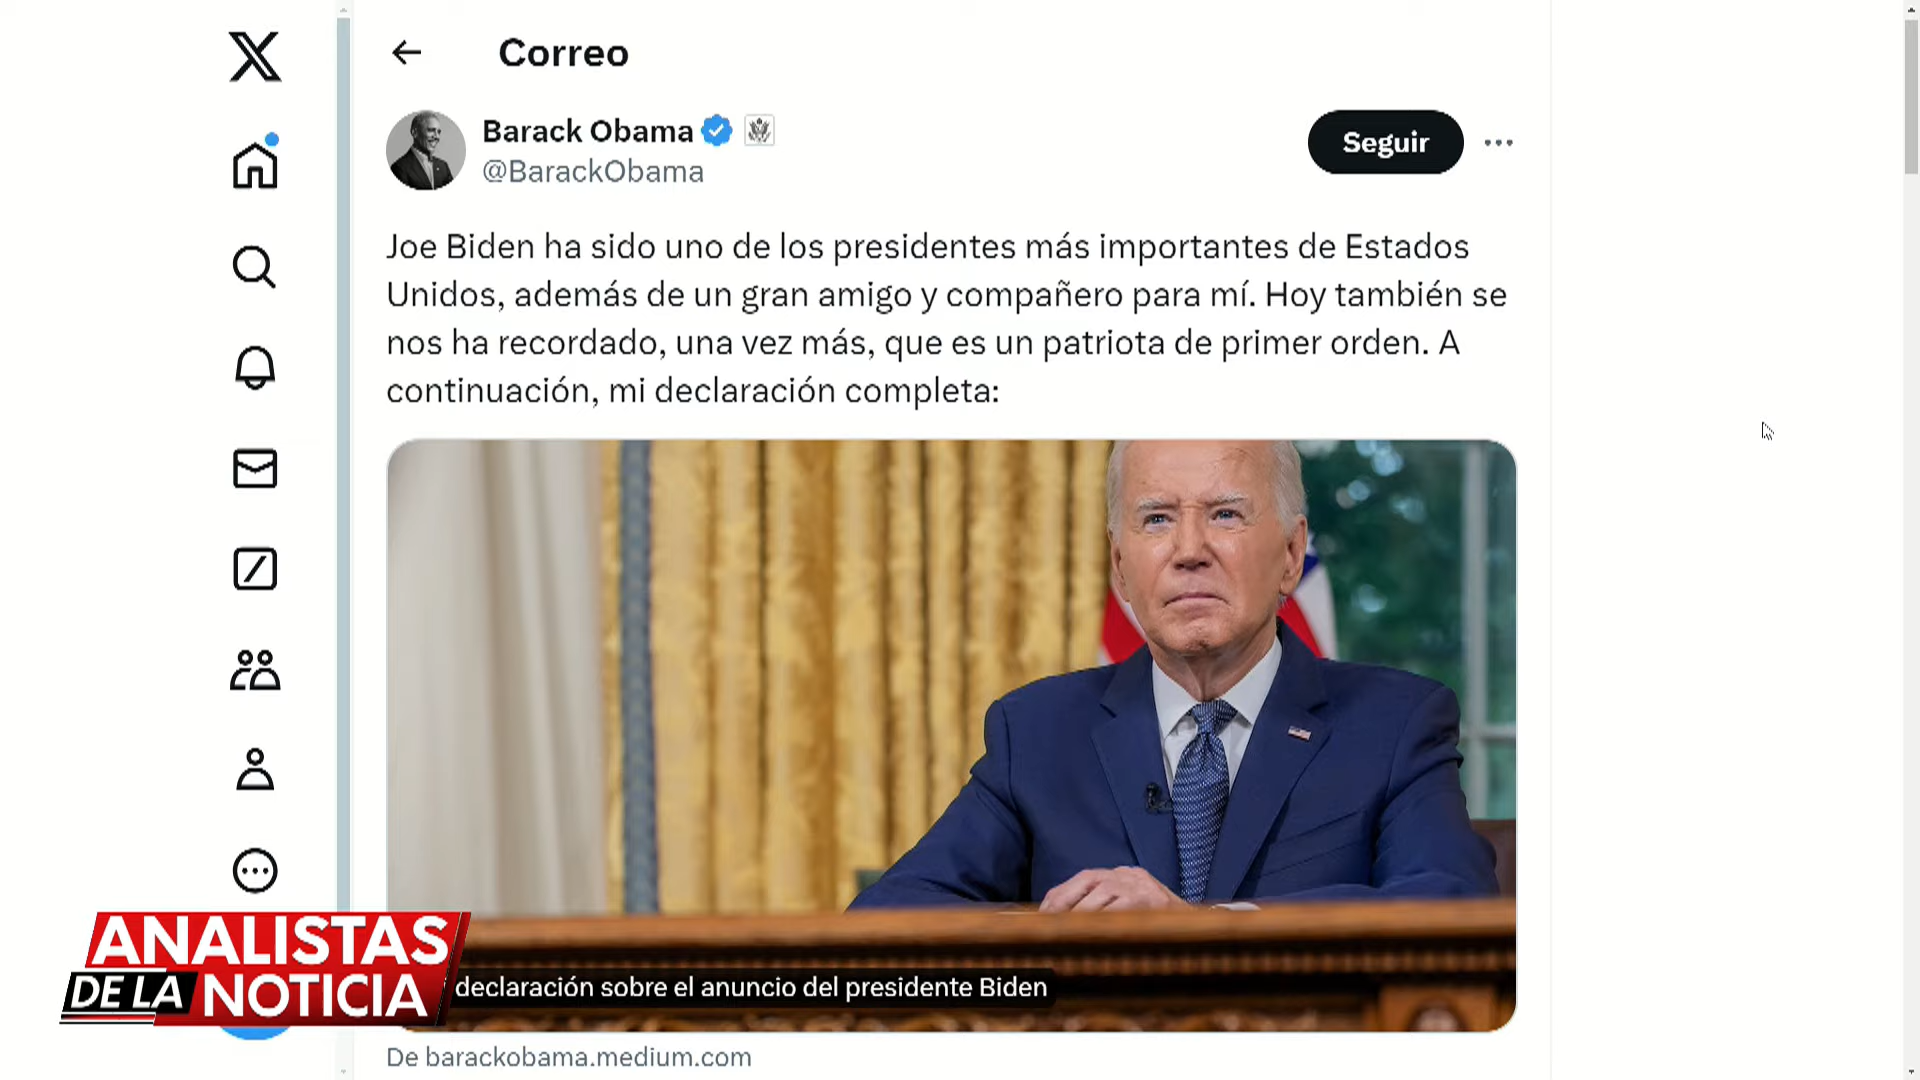 Correo
Barack Obama
@BarackObama
Seguir
Joe Biden ha sido uno de los presidentes más importantes de Estados
Unidos, además de un gran amigo y compañero para mí. Hoy también se
nos ha recordado, una vez más, que es un patriota de primer orden. A
continuación, mi declaración completa:
declaración sobre el anuncio del presidente Biden
De barackobama.medium.com
ANALISTAS
DE LA NOTICIA